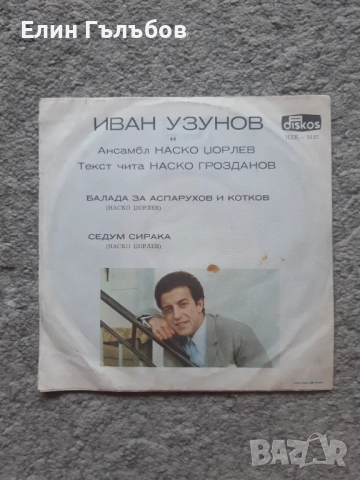 Елин Гълъбов
ИВАН УЗУНОВ
diskos
и
Ансамбл НАСКО ЏОРЛЕВ
Текст чита НАСКО ГРОЗДАНОВ
БАЛАДА ЗА АСПАРУХОВ И КОТКОВ
(НАСКО ЏОРЛЕВ)
СЕДУМ СИРАКА
(НАСКО ЏОРЛЕВ)
BAZAR